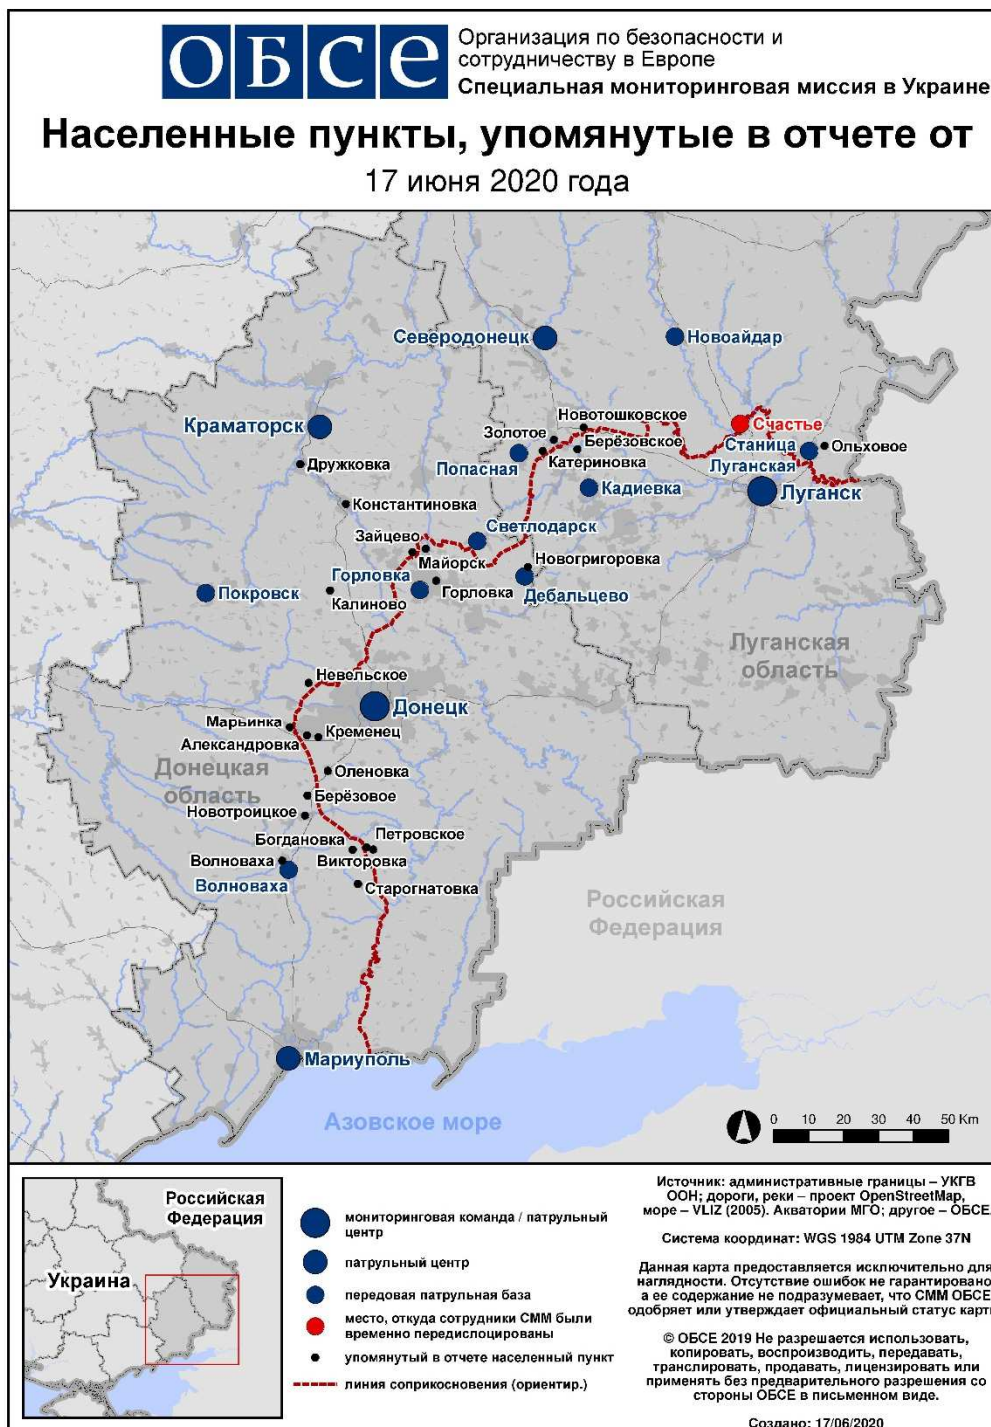 ОБСЕ
Организация по безопасности и
сотрудничеству в Европе
Специальная мониторинговая миссия в Украине
Населенные пункты, упомянутые в отчете от
17 июня 2020 года
Северодонецк
Новоайдар
Краматорск
Новотошковское
Счастье
Золотое
Берёзовское
Станица
Луганская
Ольховое
Дружковка
Попасная
Катериновка
Кадиевка
Луганск
Константиновка
Светлодарск
Зайцево
Майорск
Новогригоровка
Горловка
Горловка
Дебальцево
Покровск
Калиново
Луганская
область
Невельское
Донецк
Марьинка
Кременец
Александровка
Донецкая
область
Оленовка
Берёзовое
Новотроицкое
Петровское
Богдановка
Викторовка
Волноваха
Волноваха
Старогнатовка
Российская
Федерация
Мариуполь
Азовское море
0 10 20 30 40 50 Km
Российская
Федерация
Украина
мониторинговая команда / патрульный
центр
патрульный центр
передовая патрульная база
место, откуда сотрудники СММ были
временно передислоцированы
упомянутый в отчете населенный пункт
линия соприкосновения (ориентир.)
Источник: административные границы – УКГВ
ООН; дороги, реки – проект OpenStreetMap,
море – VLIZ (2005). Акватории МГО; другое – ОБСЕ.
Система координат: WGS 1984 UTM Zone 37N
Данная карта предоставляется исключительно для
наглядности. Отсутствие ошибок не гарантировано
а ее содержание не подразумевает, что СММ ОБСЕ
одобряет или утверждает официальный статус карт
© ОБСЕ 2019 Не разрешается использовать,
копировать, воспроизводить, передавать,
транслировать, продавать, лицензировать или
применять без предварительного разрешения со
стороны ОБСЕ в письменном виде.
Создано: 17/06/2020